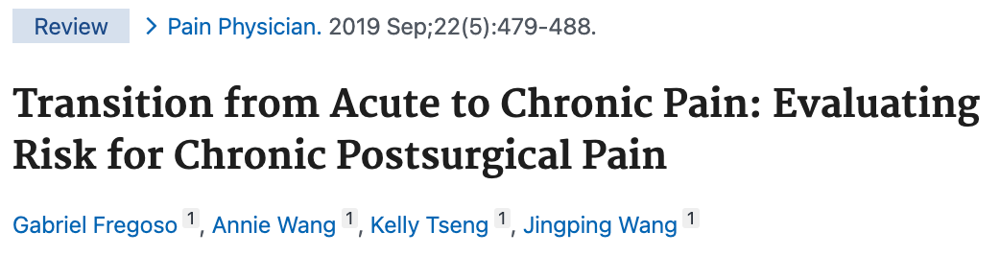 Review > Pain Physician. 2019 Sep;22(5):479-488.
Transition from Acute to Chronic Pain: Evaluating
Risk for Chronic Postsurgical Pain
Gabriel Fregoso 1, Annie Wang 1, Kelly Tseng 1, Jingping Wang 1